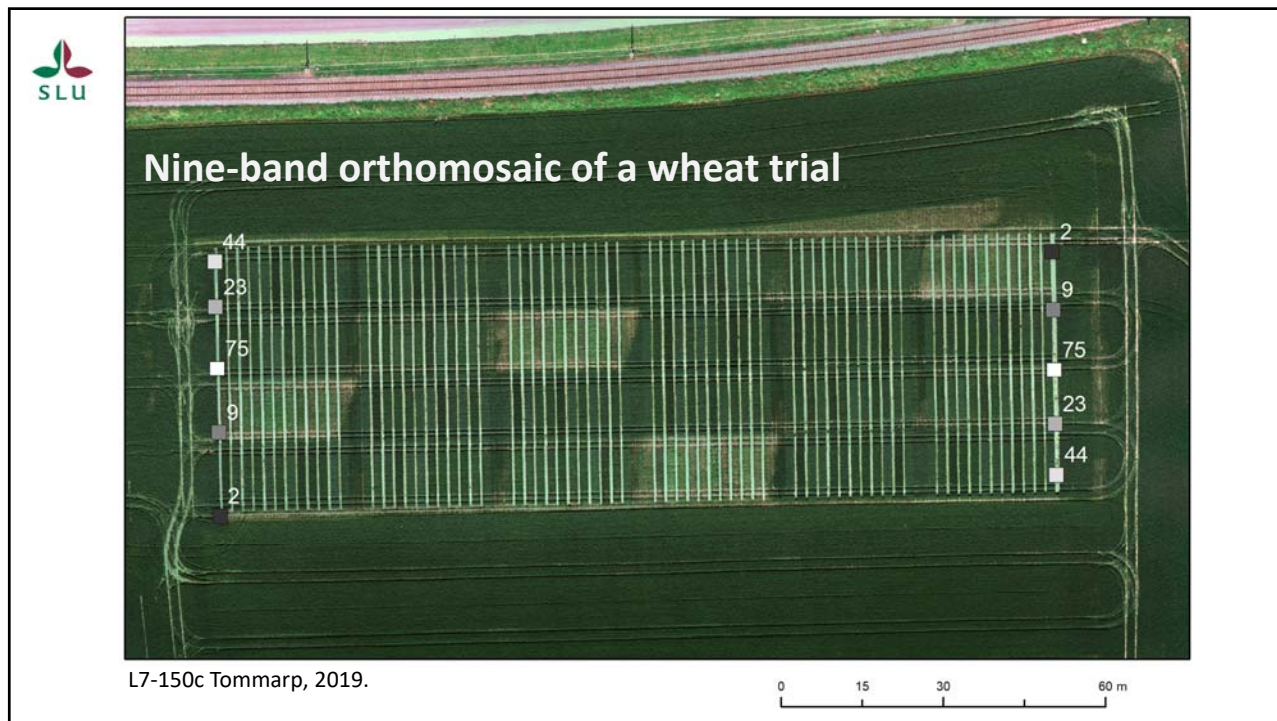 SLU
Nine-band orthomosaic of a wheat trial
44
2
23
9
75
75
9
23
44
2
L7-150c Tommarp, 2019.
0 15 30 60 m